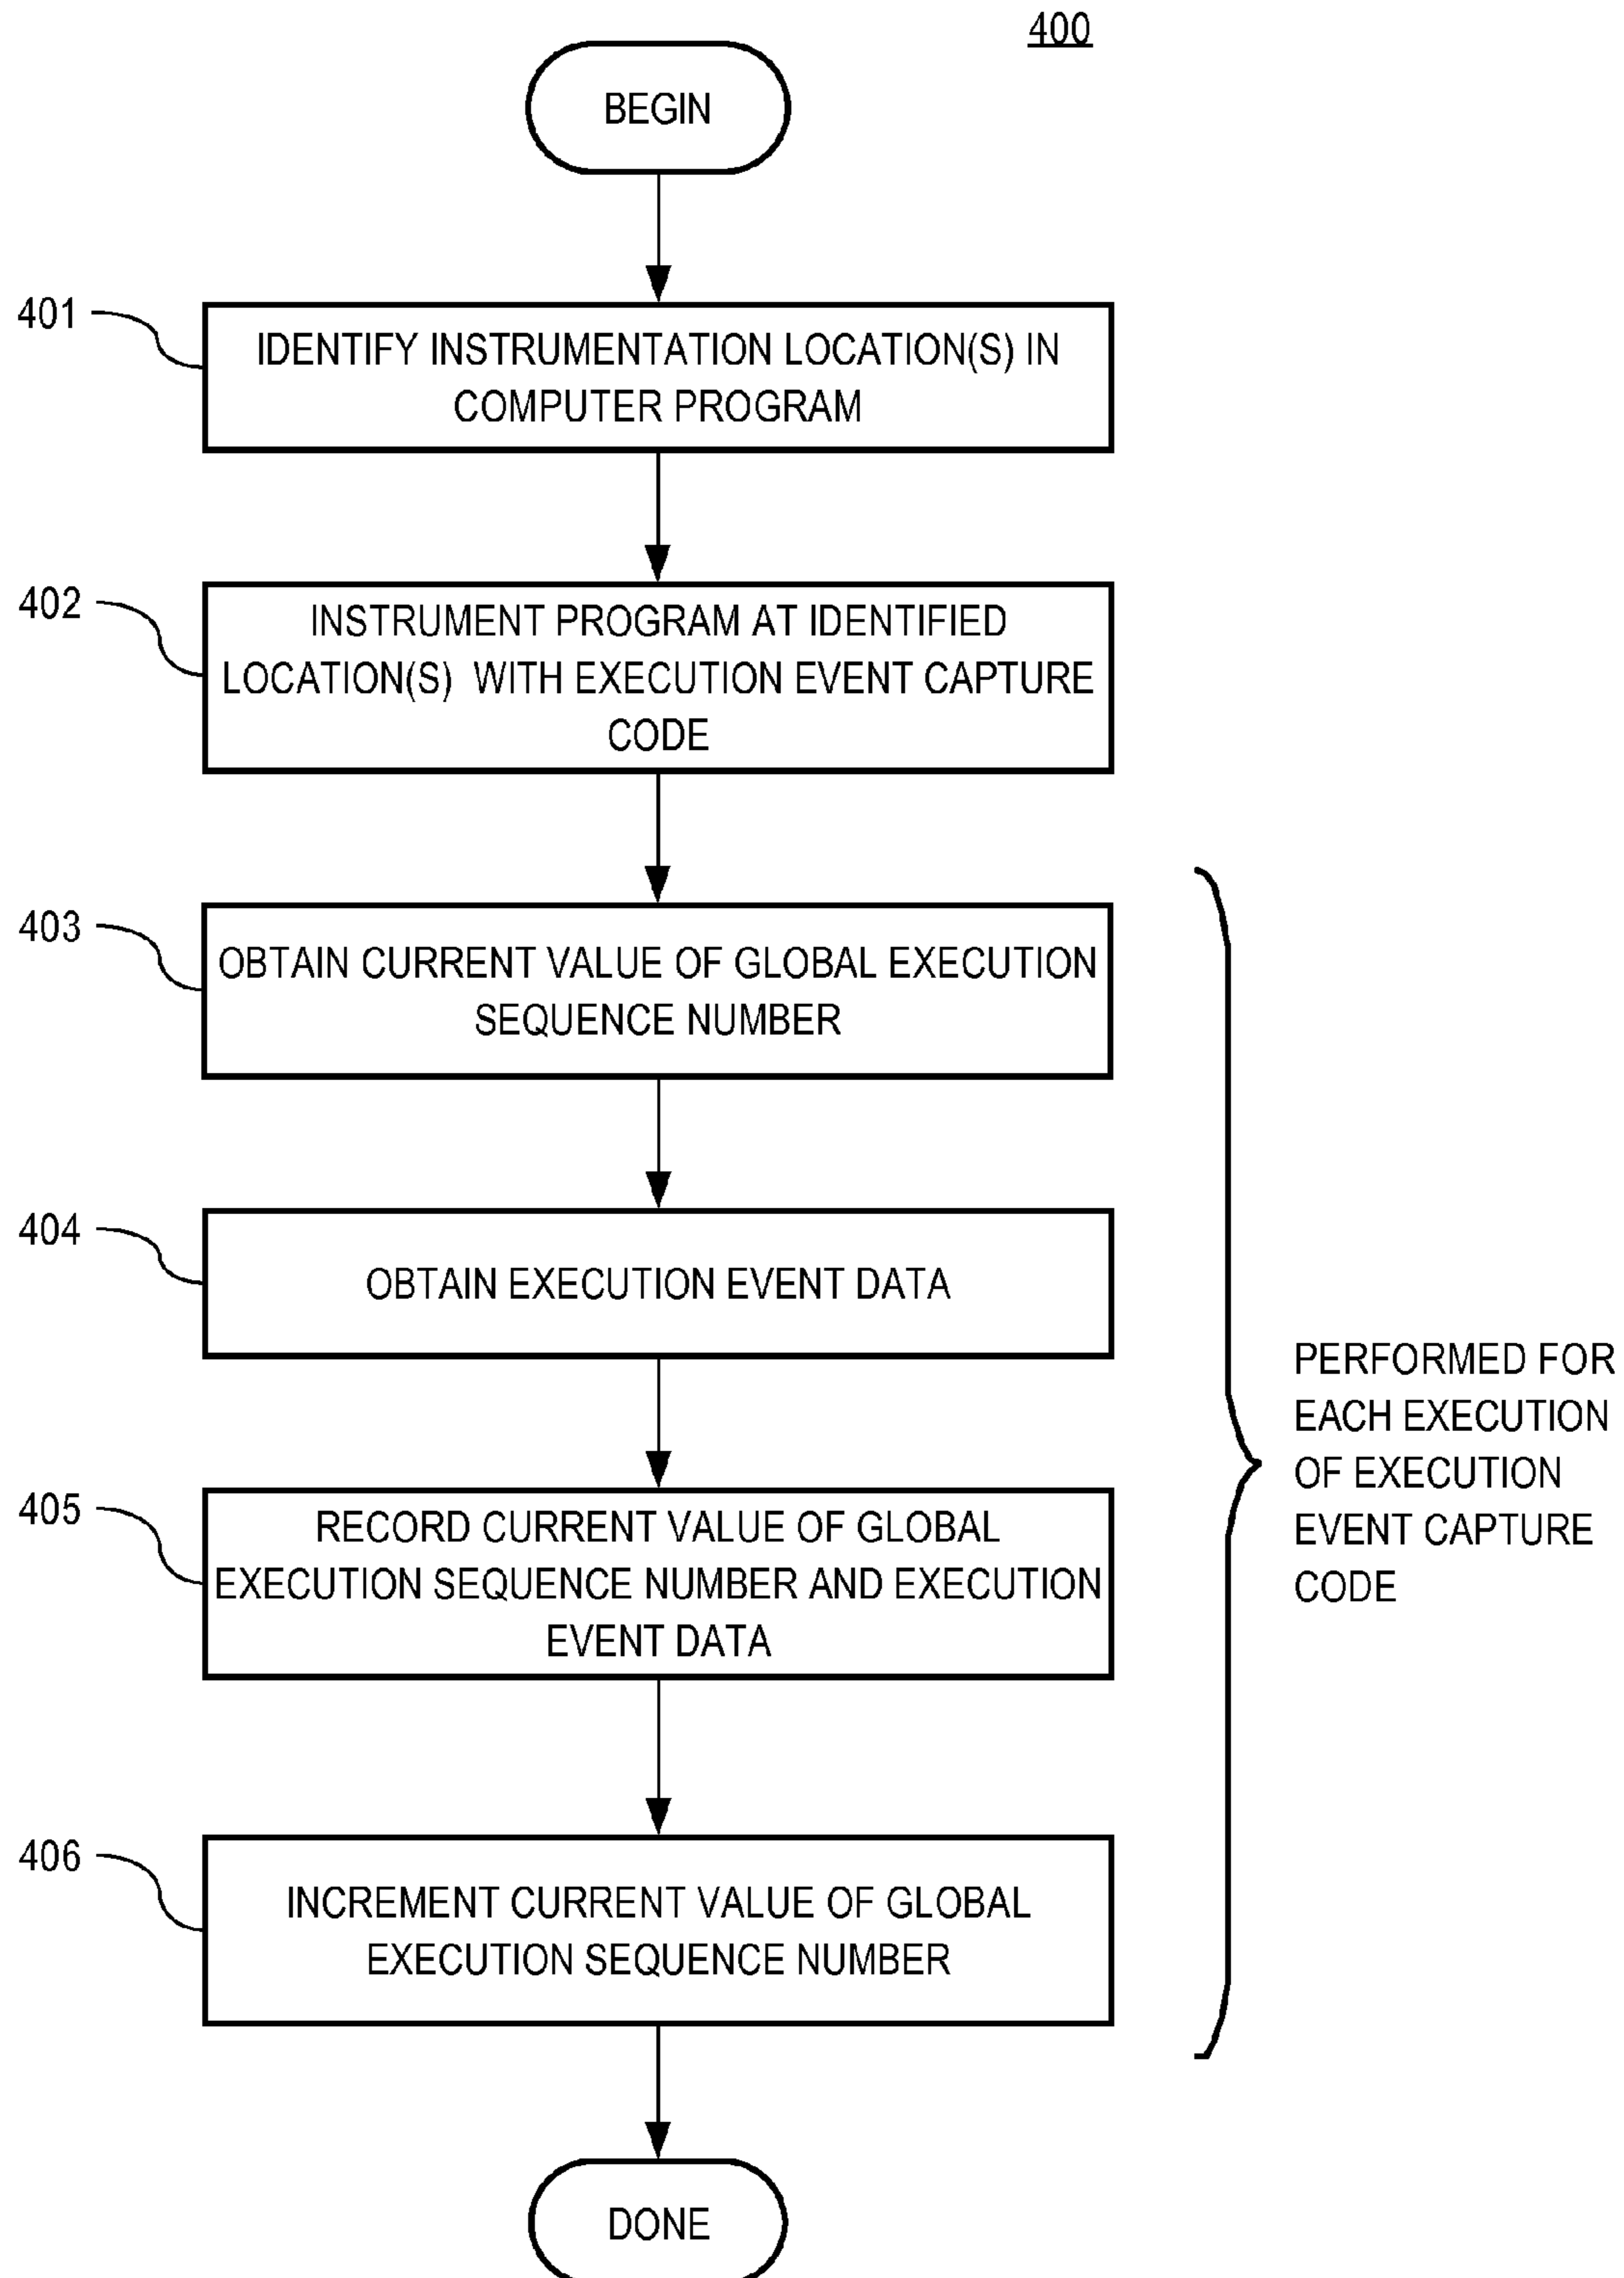 400
BEGIN
401
IDENTIFY INSTRUMENTATION LOCATION(S) IN
COMPUTER PROGRAM
402
INSTRUMENT PROGRAM AT IDENTIFIED
LOCATION(S) WITH EXECUTION EVENT CAPTURE
CODE
403
OBTAIN CURRENT VALUE OF GLOBAL EXECUTION
SEQUENCE NUMBER
404
OBTAIN EXECUTION EVENT DATA
405
RECORD CURRENT VALUE OF GLOBAL
EXECUTION SEQUENCE NUMBER AND EXECUTION
EVENT DATA
406
INCREMENT CURRENT VALUE OF GLOBAL
EXECUTION SEQUENCE NUMBER
PERFORMED FOR
EACH EXECUTION
OF EXECUTION
EVENT CAPTURE
CODE
DONE